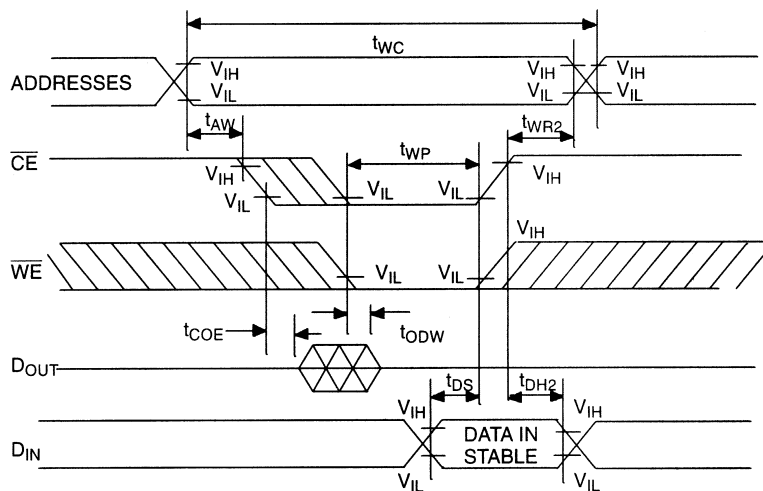 tWC
ADDRESSES
VIH
VIL
VIH
VIL
VIH
VIL
tAW
tWR2
CE
tWP
VIH
VIL
VIL
VIL
VIH
WE
VIH
VIL
VIL
tCOE
tODW
DOUT
tDS
tDH2
DIN
VIH
VIL
DATA IN
STABLE
VIH
VIL